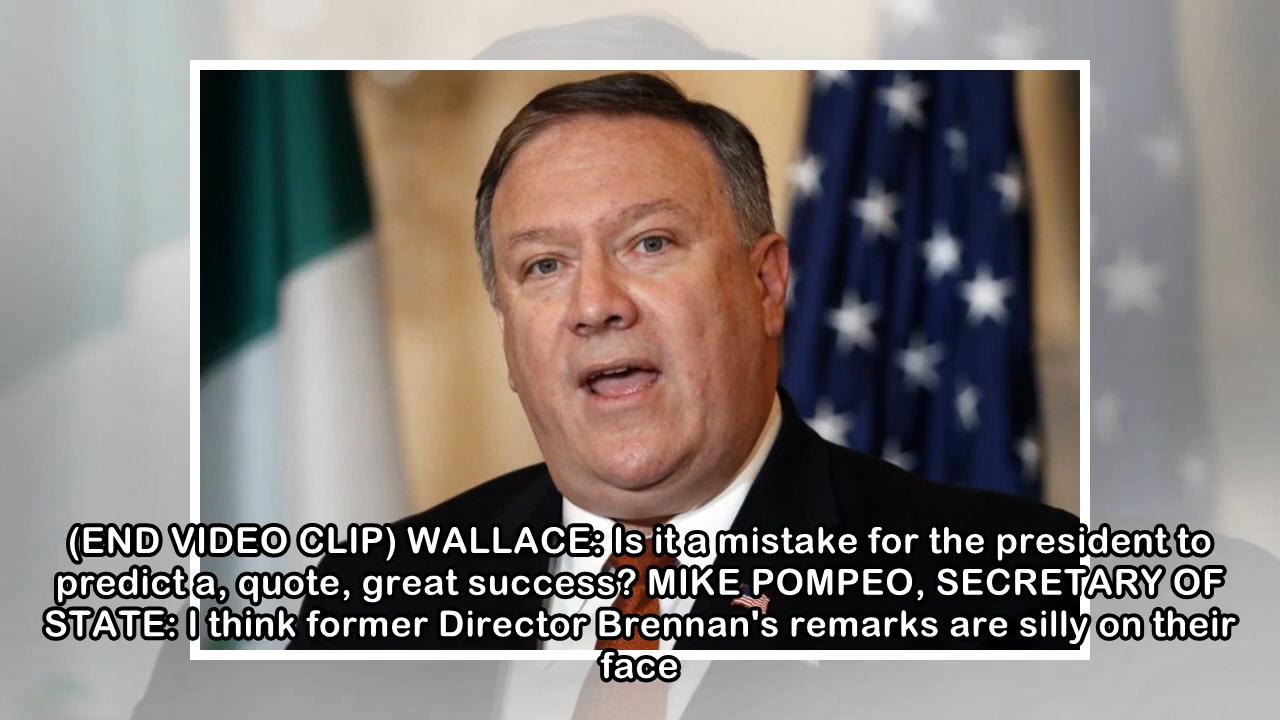 (END VIDEO CLIP) WALLACE: Is it a mistake for the president to
predict a, quote, great success? MIKE POMPEO, SECRETARY OF
STATE: I think former Director Brennan's remarks are silly on their
face